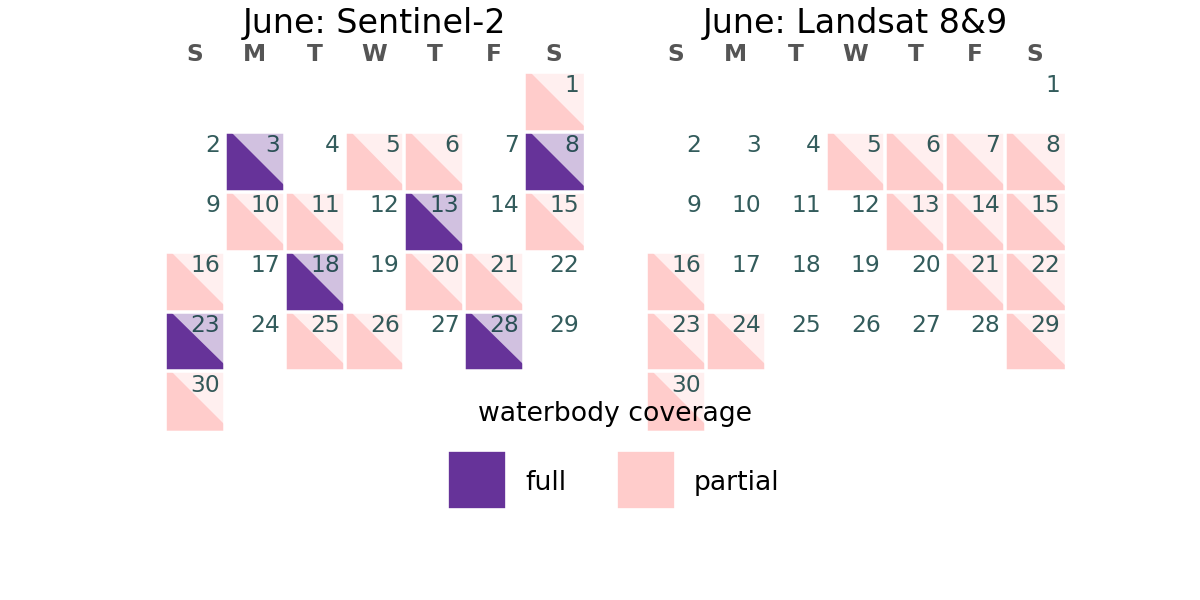 June: Sentinel-2
S M T W T F S
1
2 3 4 5 6 7 8
9 10 11 12 13 14 15
16 17 18 19 20 21 22
23 24 25 26 27 28 29
30
June: Landsat 8&9
S M T W T F S
1
2 3 4 5 6 7 8
9 10 11 12 13 14 15
16 17 18 19 20 21 22
23 24 25 26 27 28 29
30
waterbody coverage
full partial